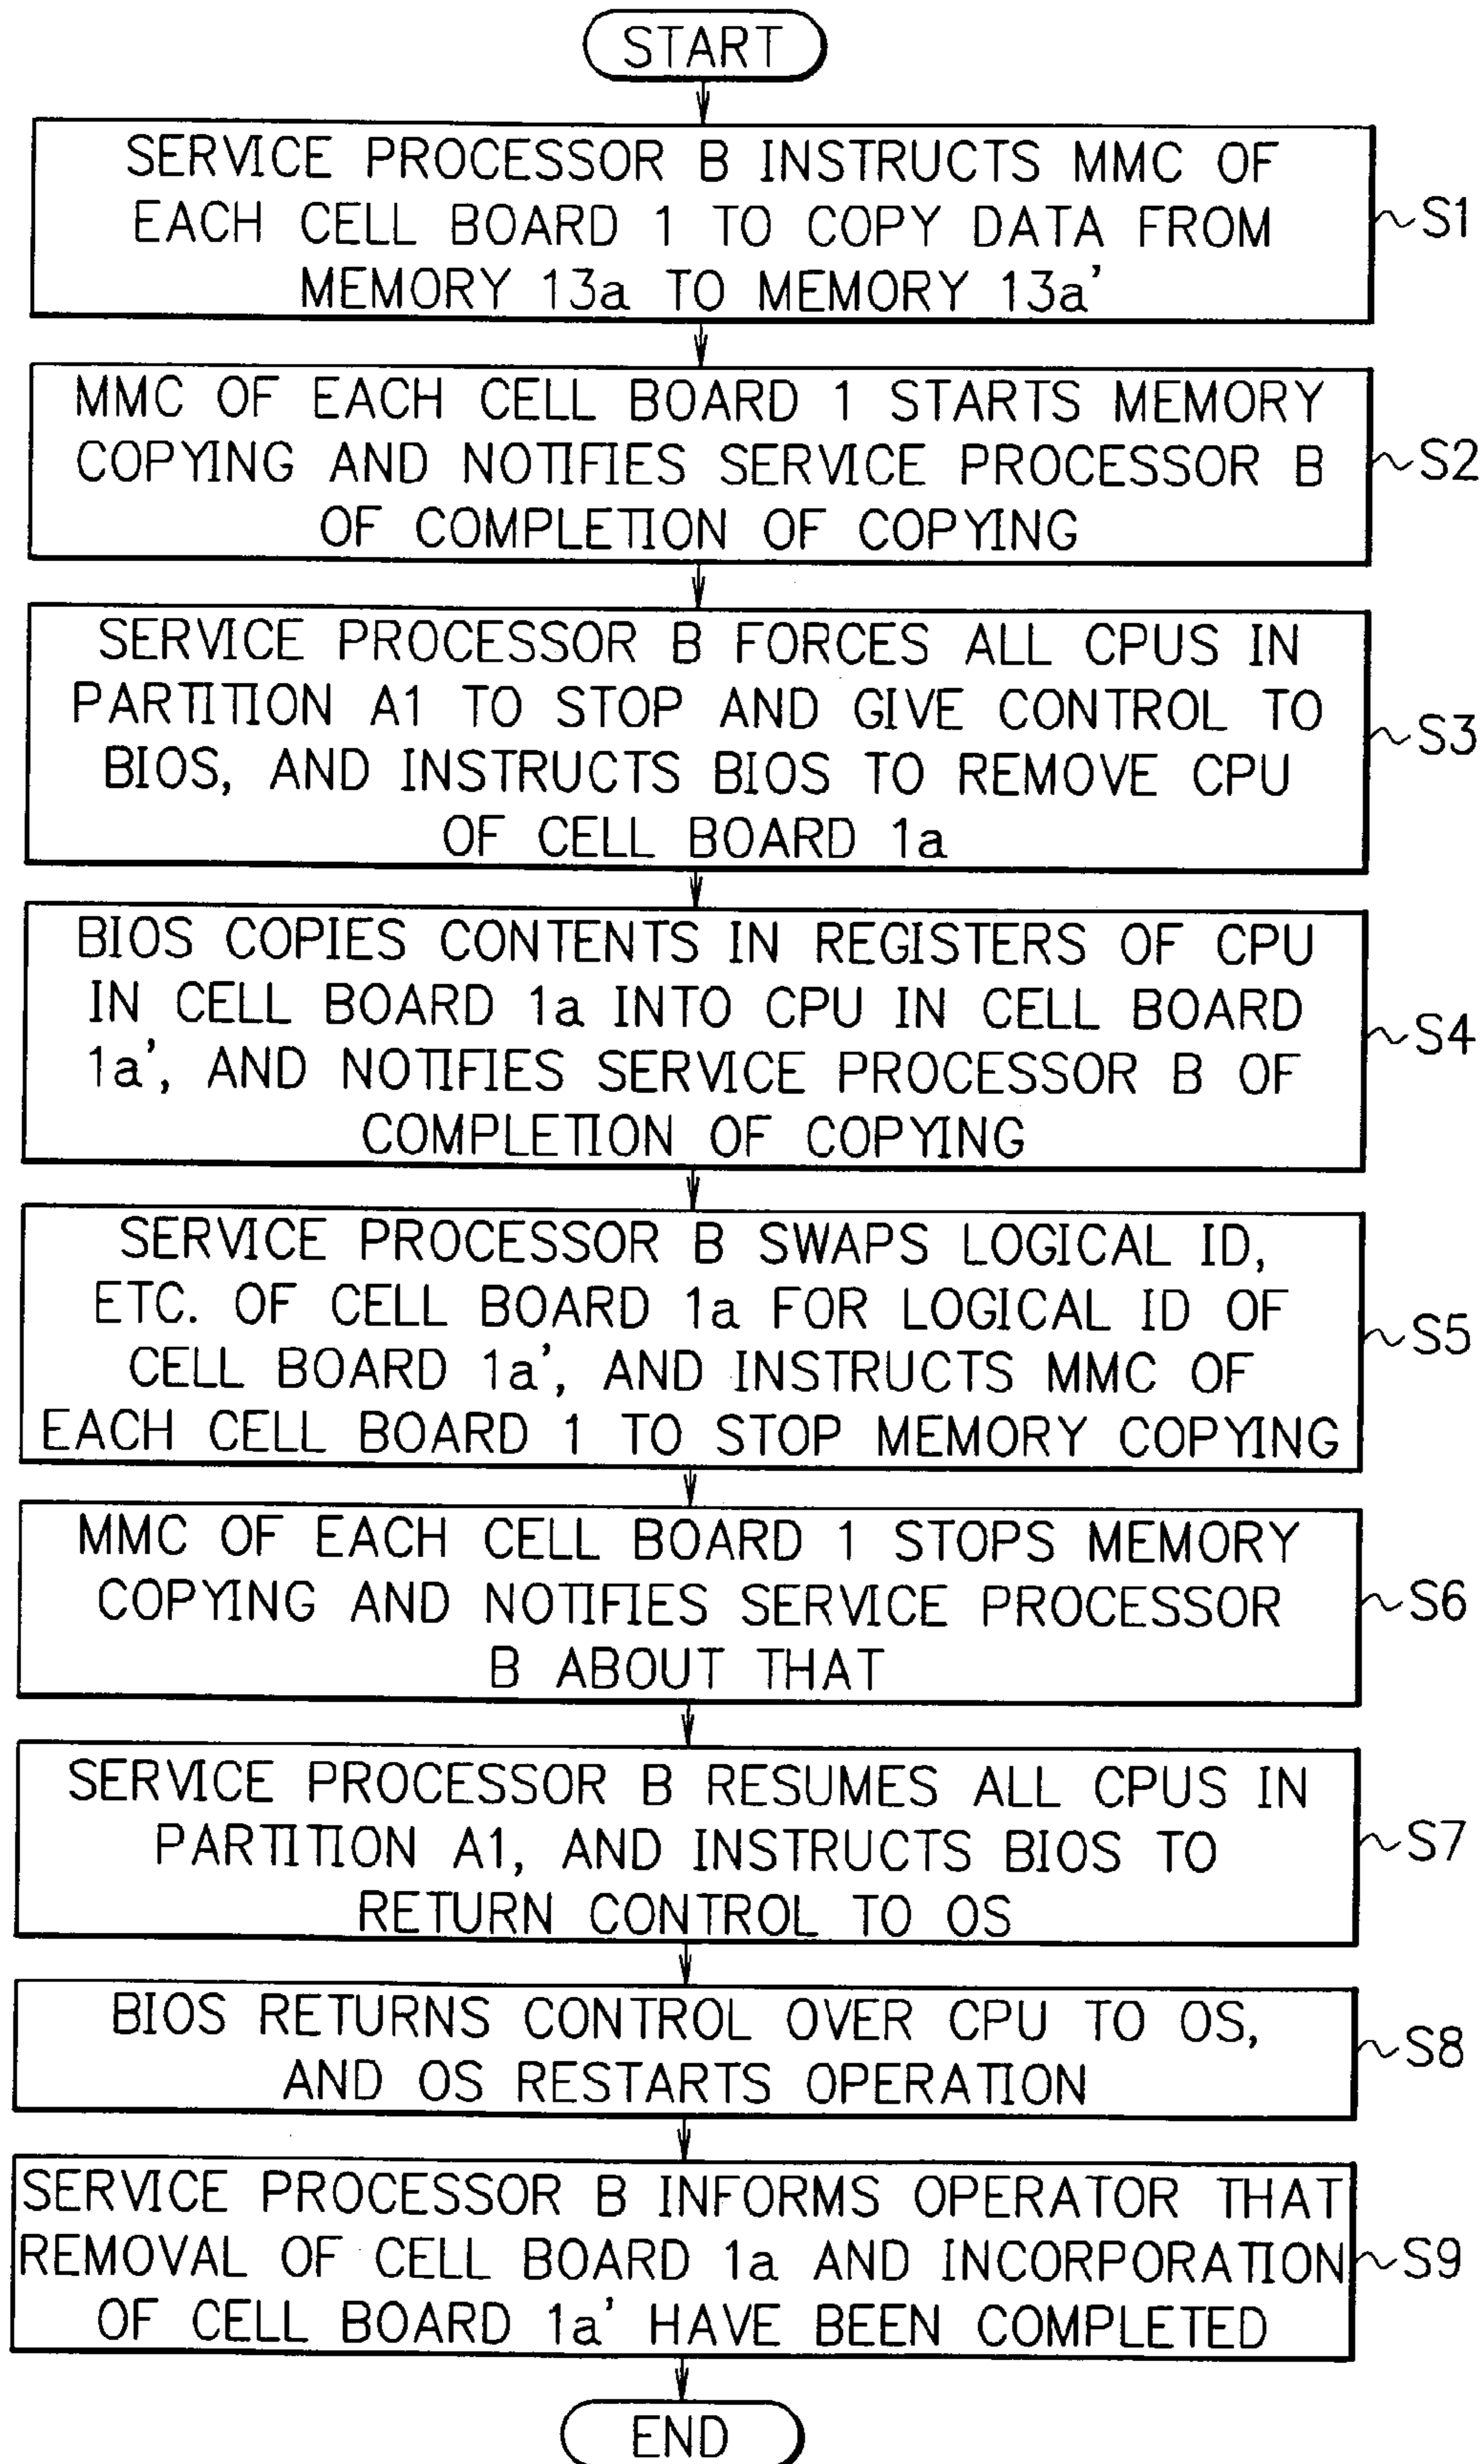 START
SERVICE PROCESSOR B INSTRUCTS MMC OF
EACH CELL BOARD 1 TO COPY DATA FROM
MEMORY 13a TO MEMORY 13a'
S1
MMC OF EACH CELL BOARD 1 STARTS MEMORY
COPYING AND NOTIFIES SERVICE PROCESSOR B
OF COMPLETION OF COPYING
S2
SERVICE PROCESSOR B FORCES ALL CPUS IN
PARTITION A1 TO STOP AND GIVE CONTROL TO
BIOS, AND INSTRUCTS BIOS TO REMOVE CPU
OF CELL BOARD 1a
S3
BIOS COPIES CONTENTS IN REGISTERS OF CPU
IN CELL BOARD 1a INTO CPU IN CELL BOARD
1a', AND NOTIFIES SERVICE PROCESSOR B OF
COMPLETION OF COPYING
S4
SERVICE PROCESSOR B SWAPS LOGICAL ID,
ETC. OF CELL BOARD 1a FOR LOGICAL ID OF
CELL BOARD 1a', AND INSTRUCTS MMC OF
EACH CELL BOARD 1 TO STOP MEMORY COPYING
S5
MMC OF EACH CELL BOARD 1 STOPS MEMORY
COPYING AND NOTIFIES SERVICE PROCESSOR
B ABOUT THAT
S6
SERVICE PROCESSOR B RESUMES ALL CPUS IN
PARTITION A1, AND INSTRUCTS BIOS TO
RETURN CONTROL TO OS
S7
BIOS RETURNS CONTROL OVER CPU TO OS,
AND OS RESTARTS OPERATION
S8
SERVICE PROCESSOR B INFORMS OPERATOR THAT
REMOVAL OF CELL BOARD 1a AND INCORPORATION
OF CELL BOARD 1a' HAVE BEEN COMPLETED
S9
END